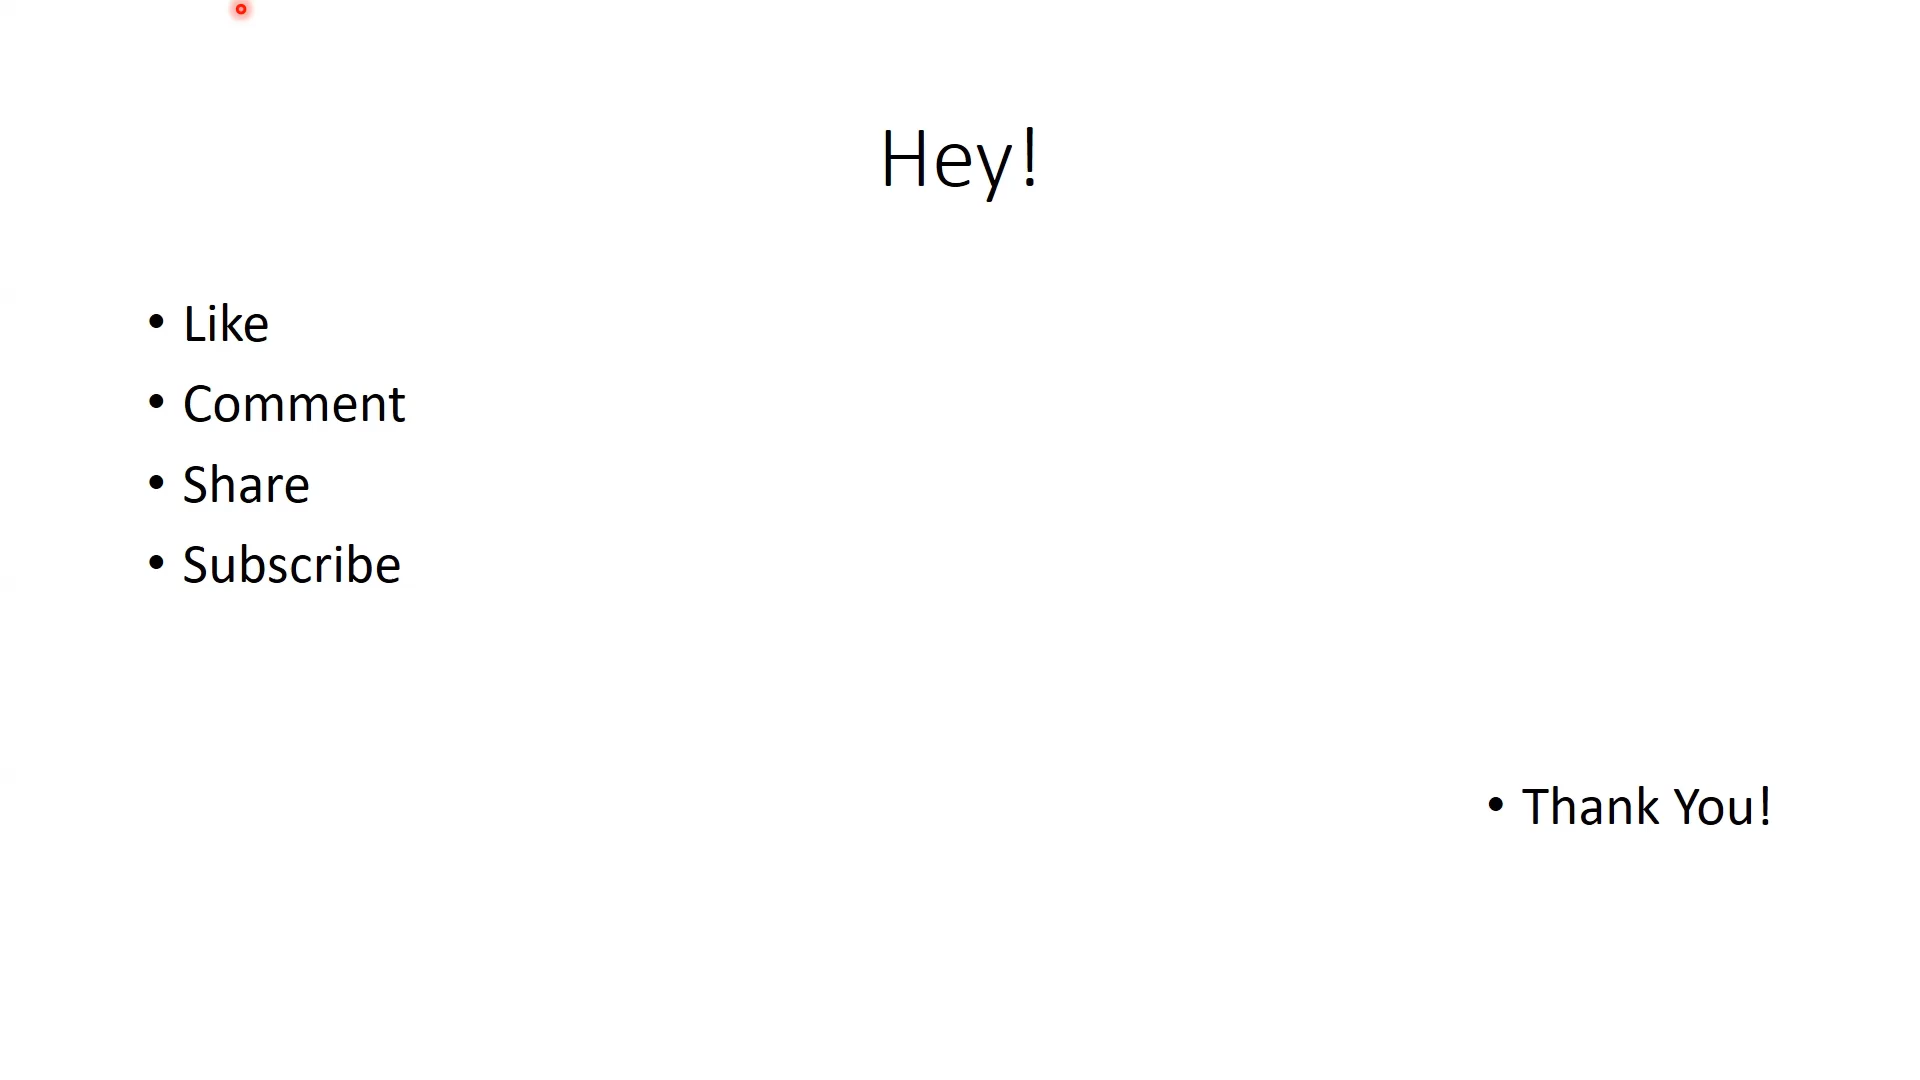 Hey!
• Like
• Comment
• Share
• Subscribe
• Thank You!